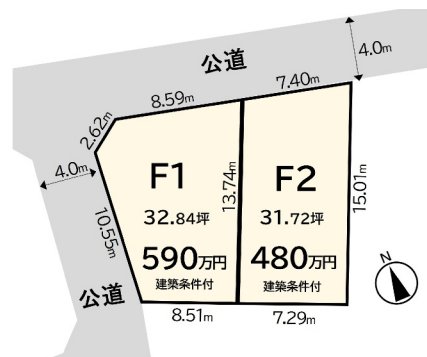 公道
4.0m
8.59m
7.40m
2.62m
4.0m
F1
32.84坪
590万円
建築条件付
13.74m
F2
31.72坪
480万円
建築条件付
15.01m
10.55m
公道
8.51m
7.29m
N